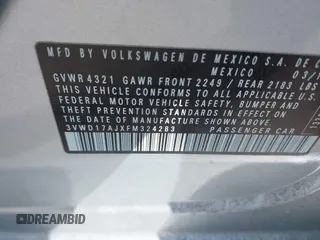 MFD. BY VOLKSWAGEN DE MEXICO S.A. DE C
MEXICO 03/1
GVWR 4321 GAWR FRONT 2249 / REAR 2183 LBS
THIS VEHICLE CONFORMS TO ALL APPLICABLE
FEDERAL MOTOR VEHICLE SAFETY, BUMPER AND
THEFT PREVENTION STANDARDS IN EFFECT
ON THE DATE OF MANUFACTURE SHOWN ABOVE
3VWD17AJXFM324283 PASSENGER CAR
DREAMBID